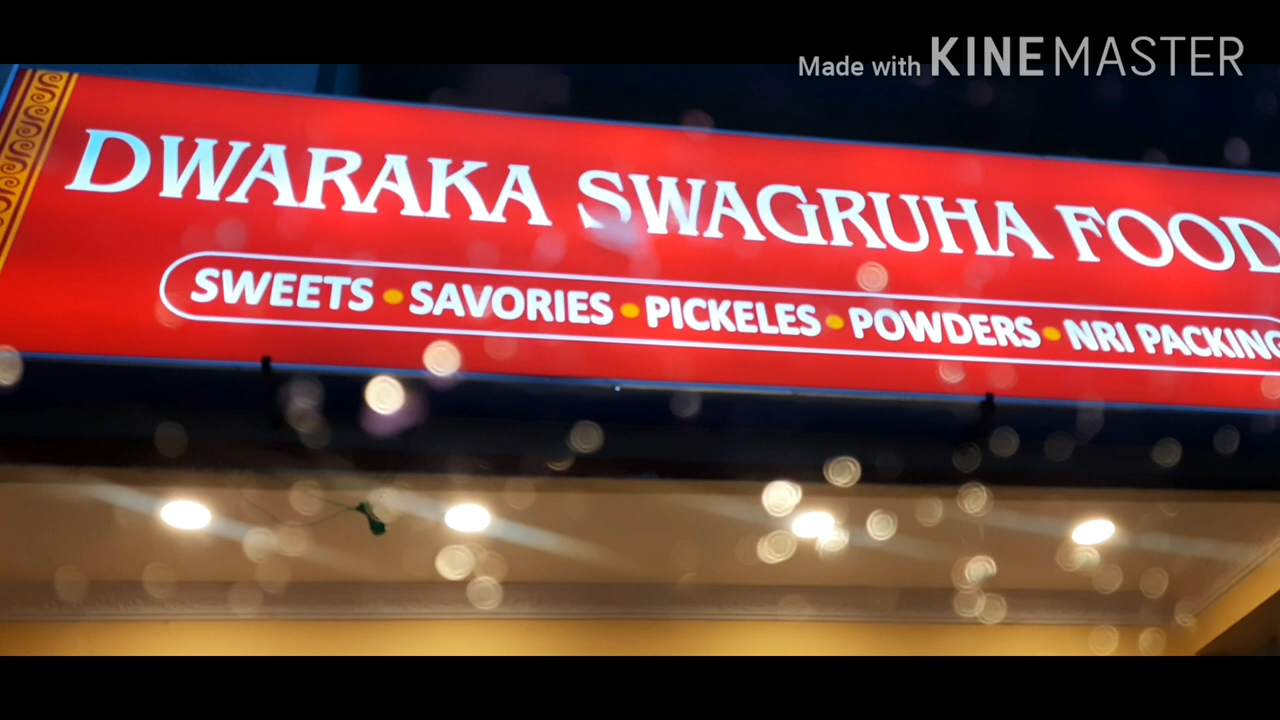 Made with KINEMASTER
DWARAKA SWAGRUHA FOOD
SWEETS • SAVORIES • PICKELES • POWDERS • NRI PACKING